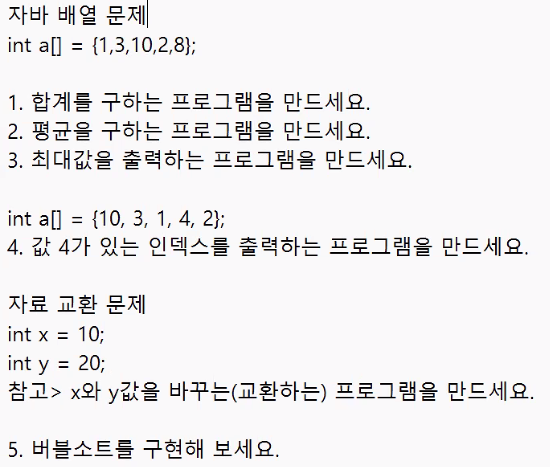 자바 배열 문제
int a[] = {1,3,10,2,8};
1. 합계를 구하는 프로그램을 만드세요.
2. 평균을 구하는 프로그램을 만드세요.
3. 최대값을 출력하는 프로그램을 만드세요.
int a[] = {10, 3, 1, 4, 2};
4. 값 4가 있는 인덱스를 출력하는 프로그램을 만드세요.
자료 교환 문제
int x = 10;
int y = 20;
참고> x와 y값을 바꾸는(교환하는) 프로그램을 만드세요.
5. 버블소트를 구현해 보세요.